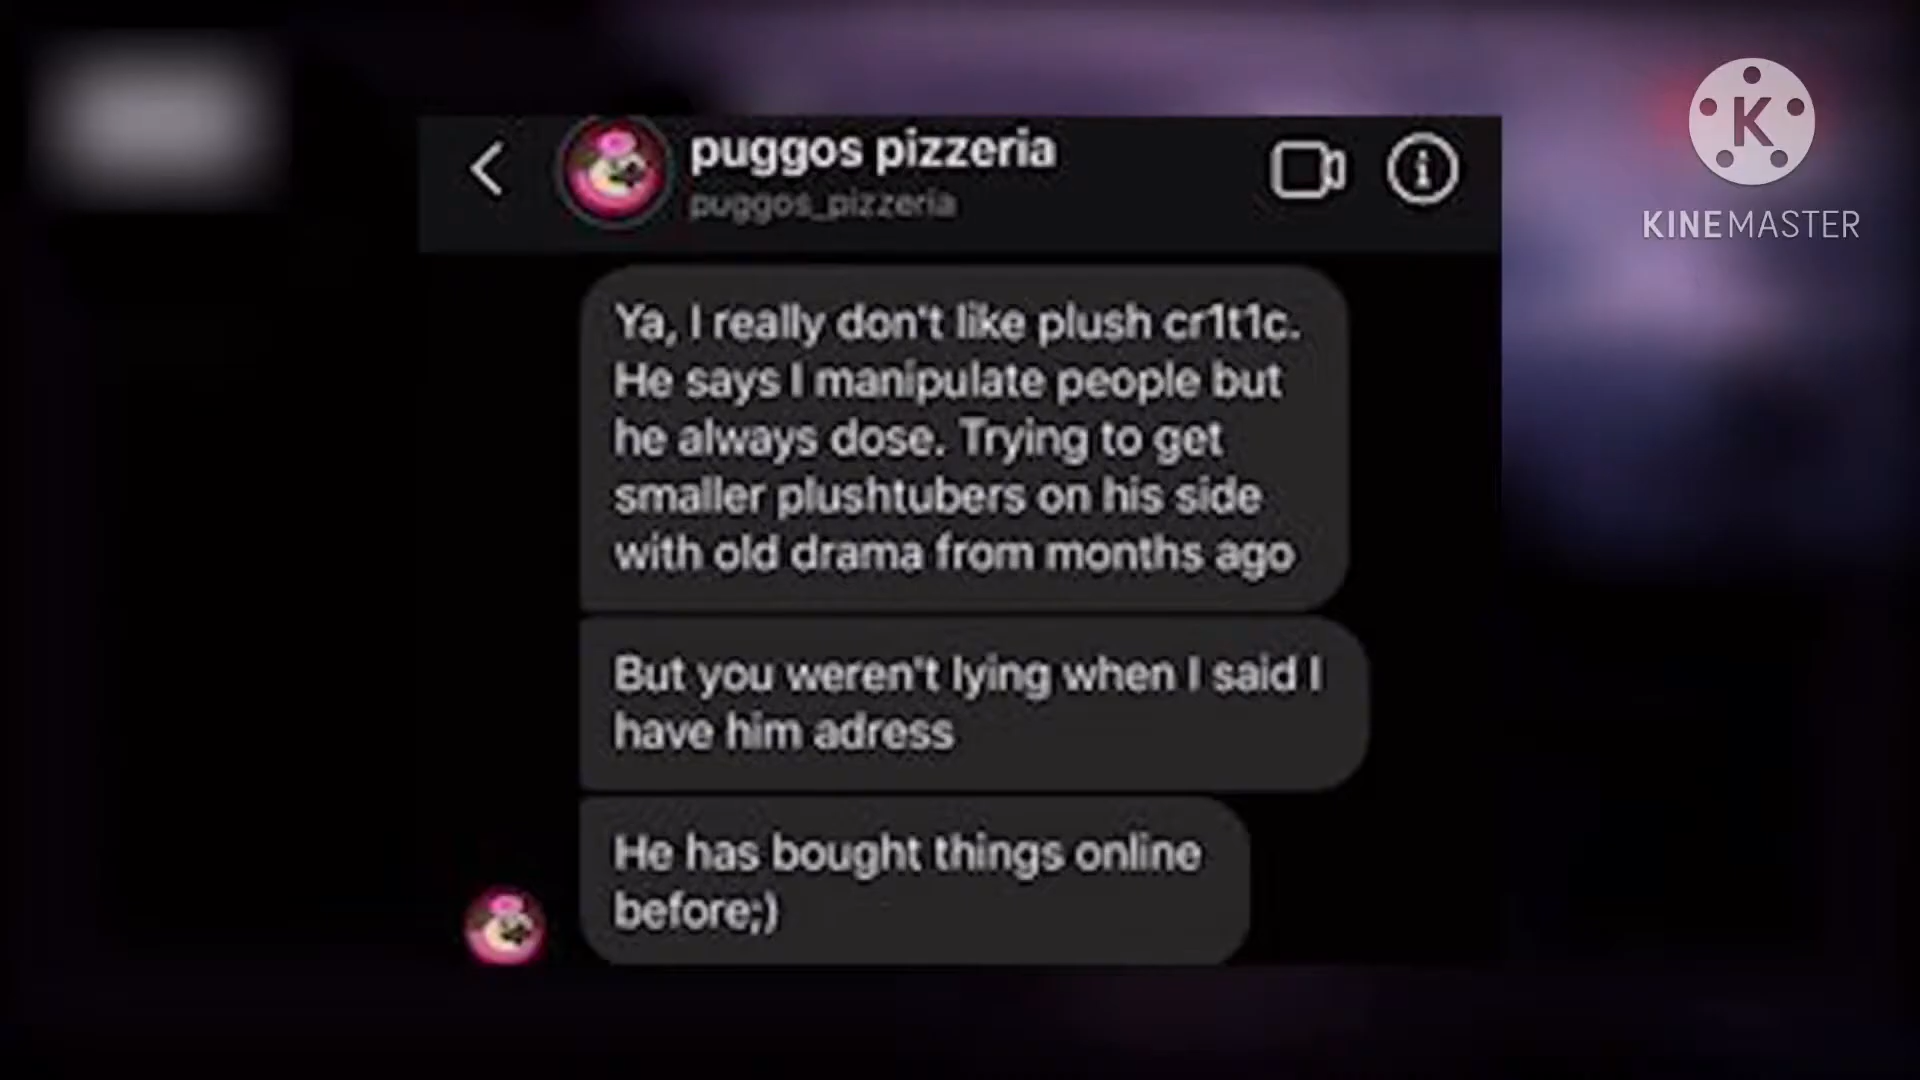 puggos pizzeria
puggos_pizzeria
K
KINEMASTER
Ya, I really don't like plush cr1t1c.
He says I manipulate people but
he always dose. Trying to get
smaller plushtubers on his side
with old drama from months ago
But you weren't lying when I said I
have him adress
He has bought things online
before;)